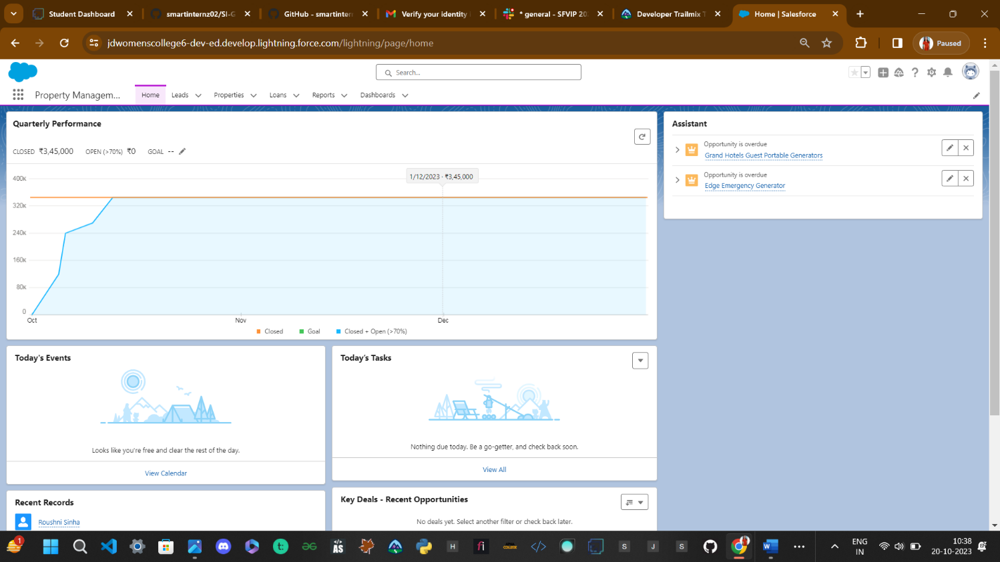 Student Dashboard
smartinternz02/SI-G
GitHub - smartinter
Verify your identity i
* general - SFVIP 202
Developer Trailmix T
Home | Salesforce
jdwomenscollege6-dev-ed.develop.lightning.force.com/lightning/page/home
Paused
Search...
Property Managem...
Home
Leads
Properties
Loans
Reports
Dashboards
Quarterly Performance
CLOSED ₹3,45,000 OPEN (>70%) ₹0 GOAL --
1/12/2023 · ₹3,45,000
400K
320K
240K
160K
80K
0
Oct
Nov
Dec
Closed
Goal
Closed + Open (>70%)
Assistant
Opportunity is overdue
Grand Hotels Guest Portable Generators
Opportunity is overdue
Edge Emergency Generator
Today's Events
Looks like you're free and clear the rest of the day.
View Calendar
Today's Tasks
Nothing due today. Be a go-getter, and check back soon.
View All
Recent Records
Roushni Sinha
Key Deals - Recent Opportunities
No deals yet. Select another filter or check back later.
1
AS
H
fi
S
J
S
ENG
IN
10:38
20-10-2023